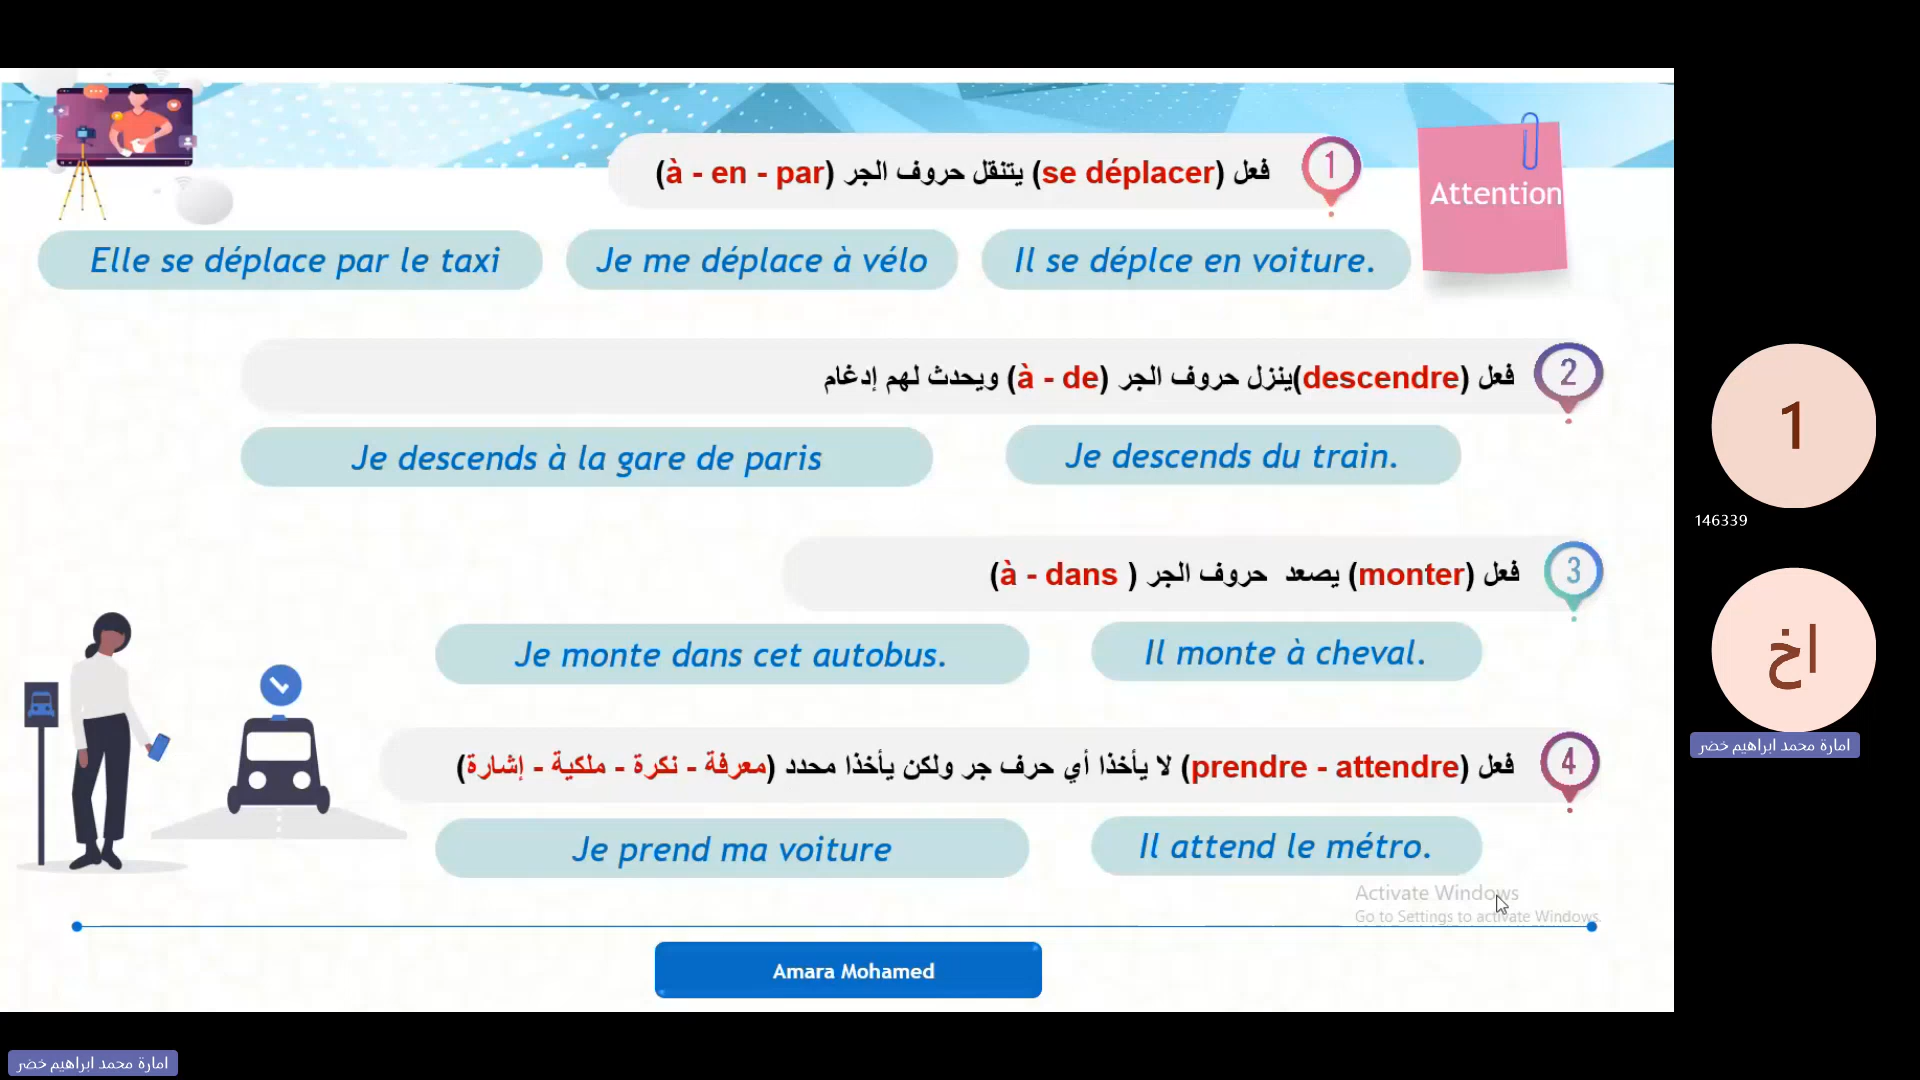 Attention
1
فعل (se déplacer) يتنقل حروف الجر (à - en - par)
Il se déplce en voiture.
Je me déplace à vélo
Elle se déplace par le taxi
2
فعل (descendre)ينزل حروف الجر (à - de) ويحدث لهم إدغام
Je descends du train.
Je descends à la gare de paris
3
فعل (monter) يصعد حروف الجر ( à - dans)
Il monte à cheval.
Je monte dans cet autobus.
4
فعل (prendre - attendre) لا يأخذا أي حرف جر ولكن يأخذا محدد (معرفة - نكرة - ملكية - إشارة)
Il attend le métro.
Je prend ma voiture
Activate Windows
Go to Settings to activate Windows.
Amara Mohamed
1
146339
اخ
امارة محمد ابراهيم خضر
امارة محمد ابراهيم خضر